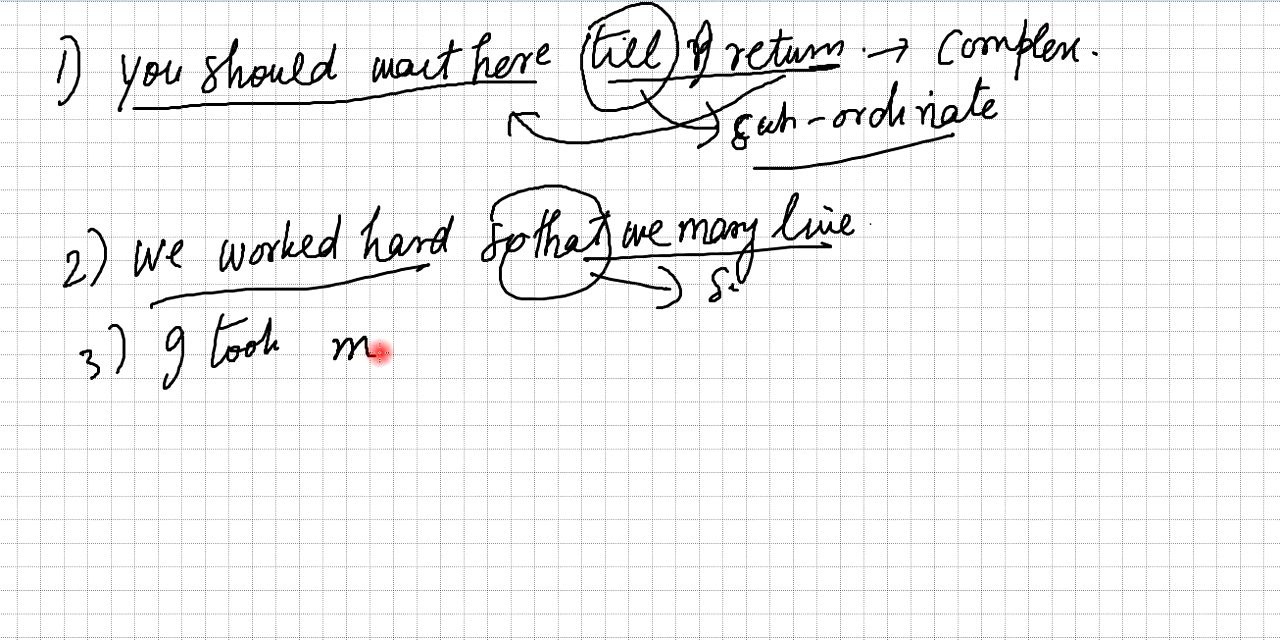 1) you should wait here till I return. → Complex.
sub-ordinate
2) we worked hard so that we many live.
→ S.
3) I took m